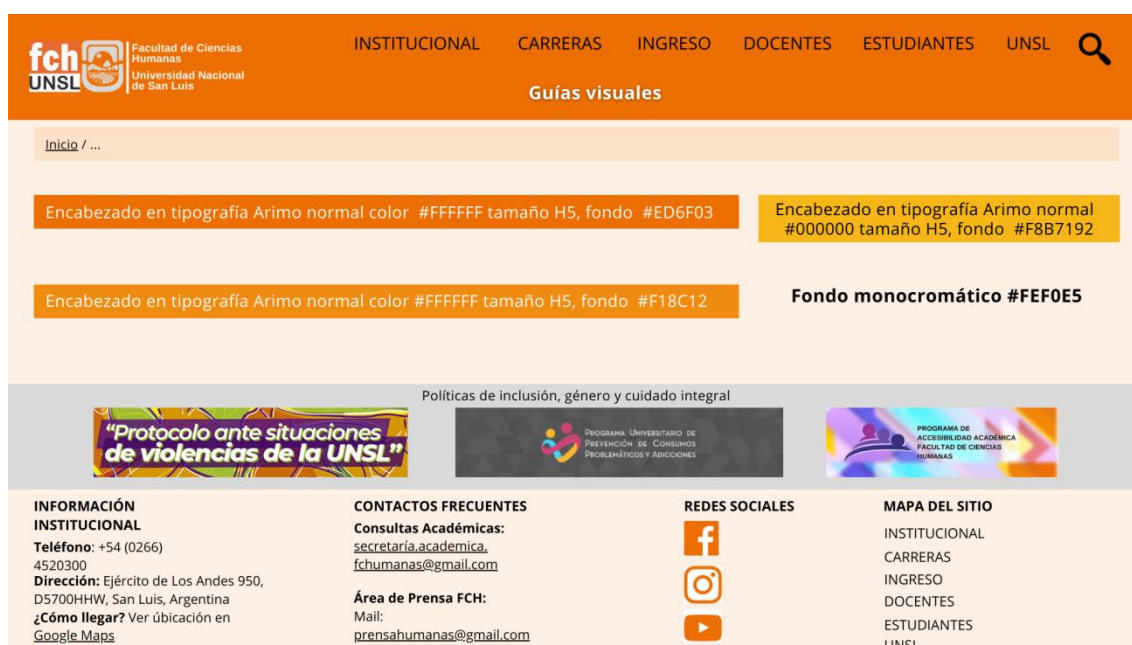 fch
UNSL
Facultad de Ciencias
Humanas
Universidad Nacional
de San Luis
INSTITUCIONAL CARRERAS INGRESO DOCENTES ESTUDIANTES UNSL
Guías visuales
Inicio / ...
Encabezado en tipografía Arimo normal color #FFFFFF tamaño H5, fondo #ED6F03
Encabezado en tipografía Arimo normal
#000000 tamaño H5, fondo #F8B7192
Encabezado en tipografía Arimo normal color #FFFFFF tamaño H5, fondo #F18C12
Fondo monocromático #FEF0E5
Políticas de inclusión, género y cuidado integral
“Protocolo ante situaciones
de violencias de la UNSL”
Programa Universitario de
Prevención de Consumos
Problemáticos y Adicciones
PROGRAMA DE
ACCESIBILIDAD ACADÉMICA
FACULTAD DE CIENCIAS
HUMANAS
INFORMACIÓN
INSTITUCIONAL
Teléfono: +54 (0266)
4520300
Dirección: Ejército de Los Andes 950,
D5700HHW, San Luis, Argentina
¿Cómo llegar? Ver úbicación en
Google Maps
CONTACTOS FRECUENTES
Consultas Académicas:
secretaría.academica.
fchumanas@gmail.com
Área de Prensa FCH:
Mail:
prensahumanas@gmail.com
REDES SOCIALES
MAPA DEL SITIO
INSTITUCIONAL
CARRERAS
INGRESO
DOCENTES
ESTUDIANTES
UNSL